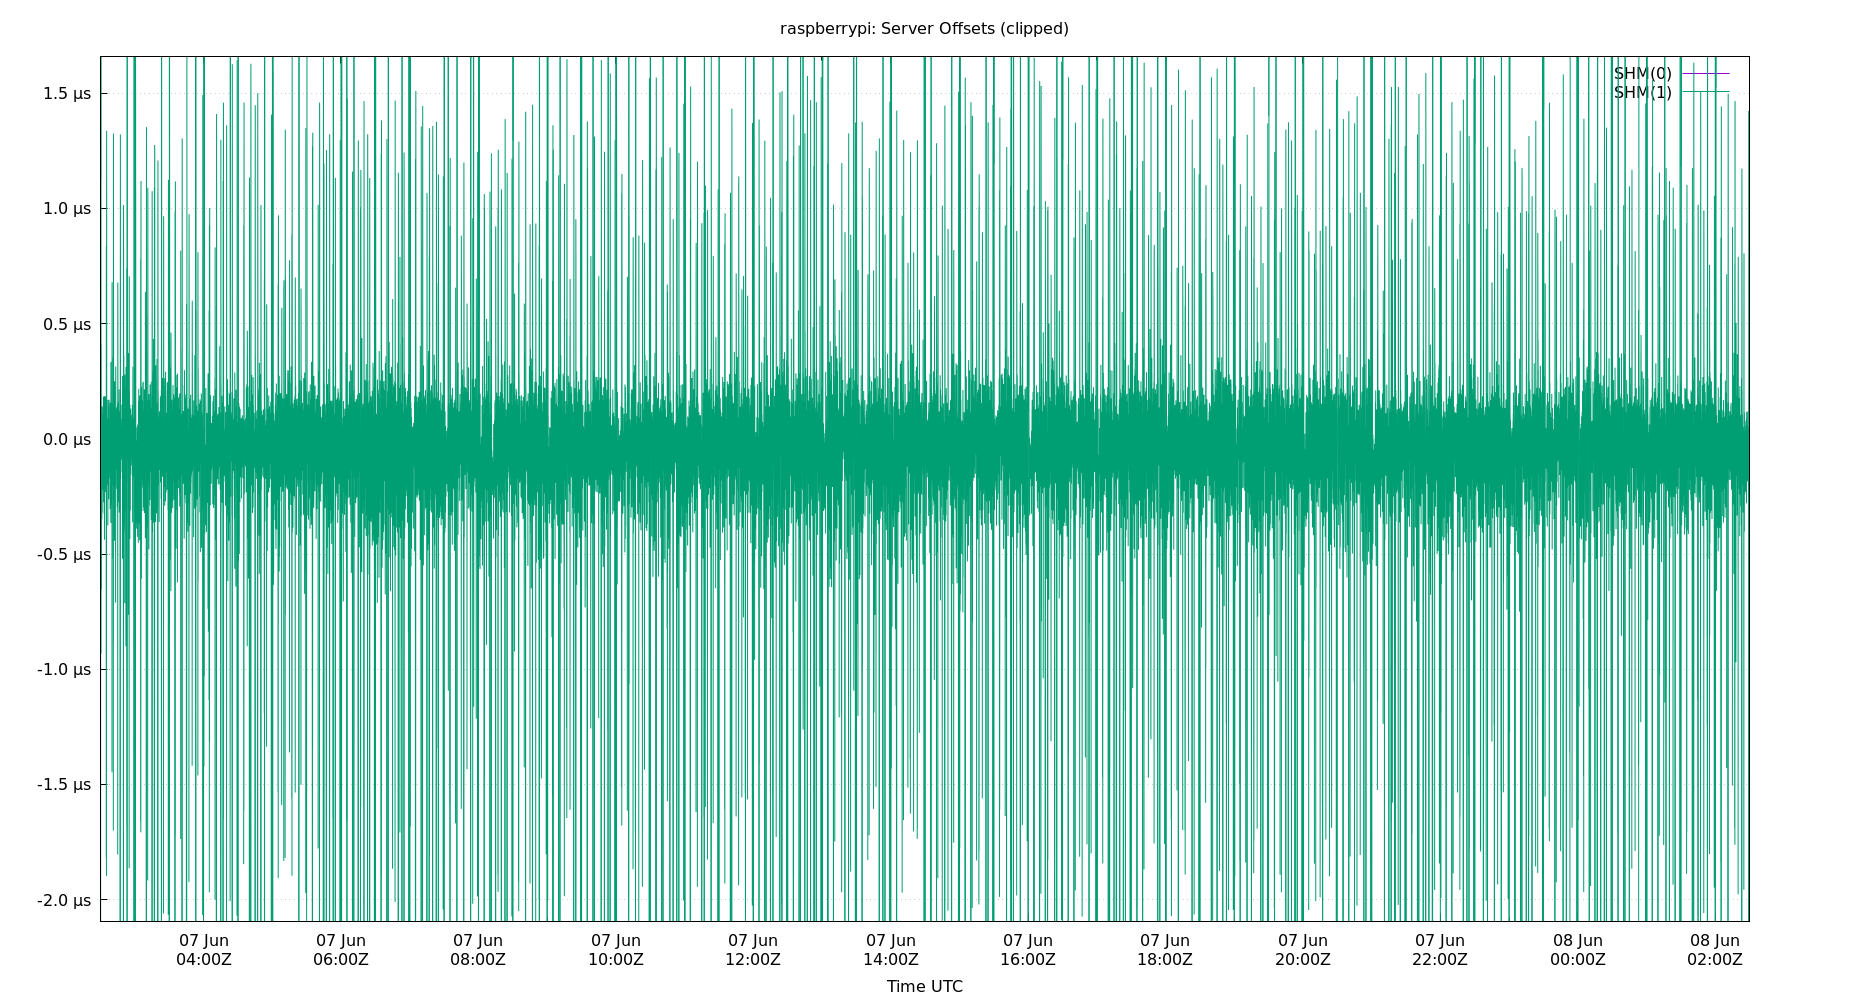 raspberrypi: Server Offsets (clipped)
SHM(0)
SHM(1)
1.5 µs
1.0 µs
0.5 µs
0.0 µs
-0.5 µs
-1.0 µs
-1.5 µs
-2.0 µs
07 Jun 07 Jun 07 Jun 07 Jun 07 Jun 07 Jun 07 Jun 07 Jun 07 Jun 07 Jun 08 Jun 08 Jun
04:00Z 06:00Z 08:00Z 10:00Z 12:00Z 14:00Z 16:00Z 18:00Z 20:00Z 22:00Z 00:00Z 02:00Z
Time UTC